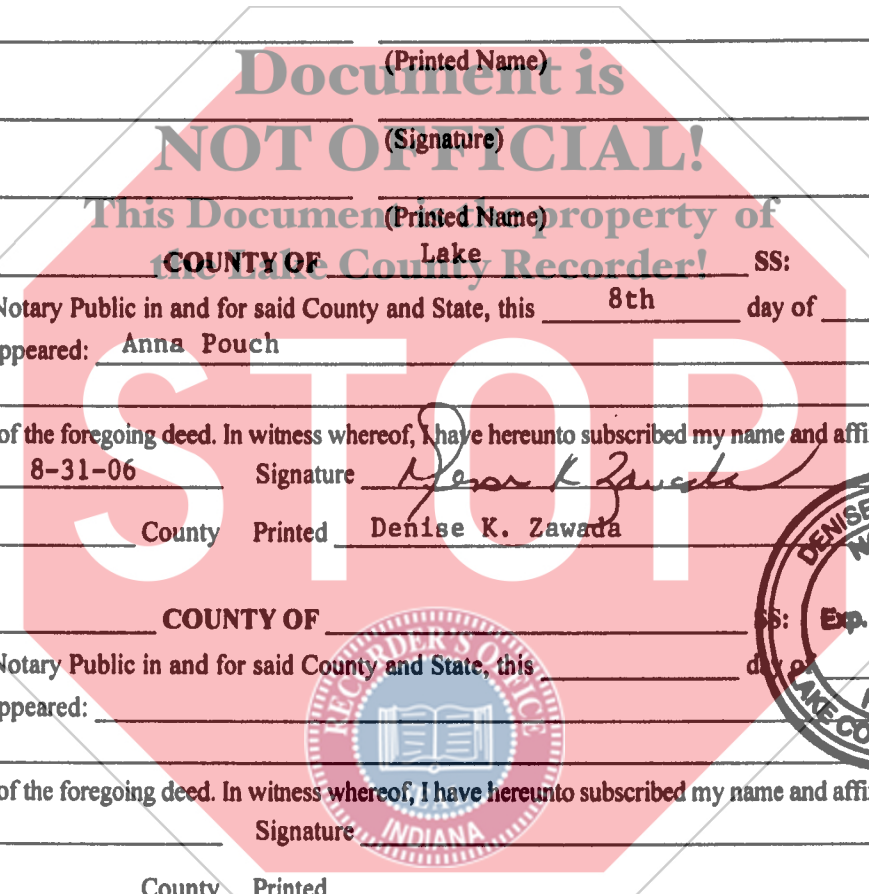 (Printed Name)
Document is
(Signature)
NOT OFFICIAL!
(Printed Name)
This Document is the property of
the Lake County Recorder!
COUNTY OF Lake SS:
Notary Public in and for said County and State, this 8th day of
ppeared: Anna Pouch
STOP
of the foregoing deed. In witness whereof, I have hereunto subscribed my name and affi
8-31-06 Signature Denise K Zawada
County Printed Denise K. Zawada
DENISE
Exp.
LAKE CO
COUNTY OF SS:
Notary Public in and for said County and State, this day of
ppeared:
RECORDER'S OFFICE
INDIANA
of the foregoing deed. In witness whereof, I have hereunto subscribed my name and affi
Signature
County Printed